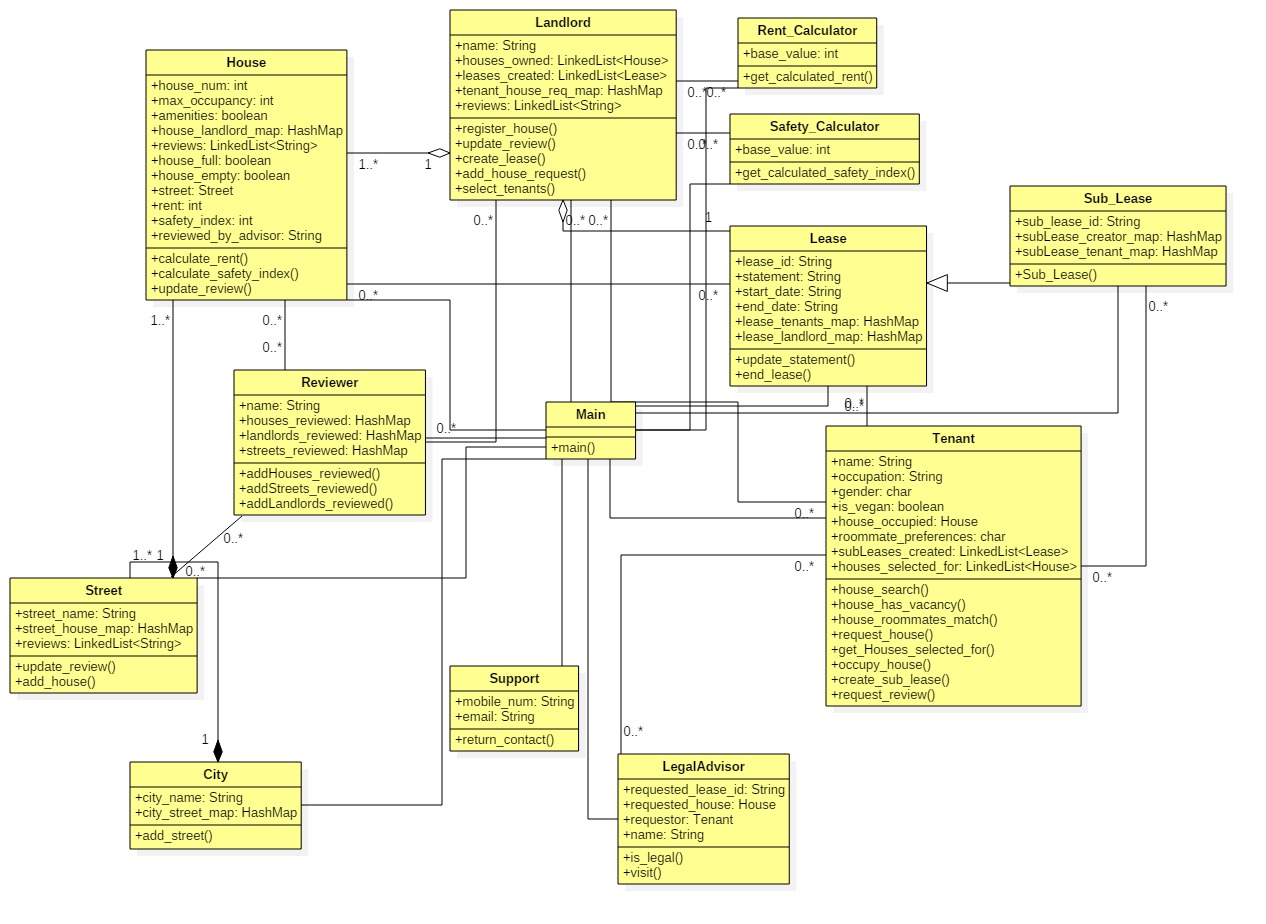 Landlord
+name: String
+houses_owned: LinkedList<House>
+leases_created: LinkedList<Lease>
+tenant_house_req_map: HashMap
+reviews: LinkedList<String>
+register_house()
+update_review()
+create_lease()
+add_house_request()
+select_tenants()
Rent_Calculator
+base_value: int
+get_calculated_rent()
0..*
0..*
House
+house_num: int
+max_occupancy: int
+amenities: boolean
+house_landlord_map: HashMap
+reviews: LinkedList<String>
+house_full: boolean
+house_empty: boolean
+street: Street
+rent: int
+safety_index: int
+reviewed_by_advisor: String
+calculate_rent()
+calculate_safety_index()
+update_review()
1..*
1
Safety_Calculator
+base_value: int
+get_calculated_safety_index()
0..*
0..*
Sub_Lease
+sub_lease_id: String
+subLease_creator_map: HashMap
+subLease_tenant_map: HashMap
+Sub_Lease()
0..*
0..*
0..*
1
Lease
+lease_id: String
+statement: String
+start_date: String
+end_date: String
+lease_tenants_map: HashMap
+lease_landlord_map: HashMap
+update_statement()
+end_lease()
0..*
0..*
0..*
1..*
0..*
0..*
Reviewer
+name: String
+houses_reviewed: HashMap
+landlords_reviewed: HashMap
+streets_reviewed: HashMap
+addHouses_reviewed()
+addStreets_reviewed()
+addLandlords_reviewed()
0..*
Main
+main()
0..*
0..*
Tenant
+name: String
+occupation: String
+gender: char
+is_vegan: boolean
+house_occupied: House
+roommate_preferences: char
+subLeases_created: LinkedList<Lease>
+houses_selected_for: LinkedList<House>
+house_search()
+house_has_vacancy()
+house_roommates_match()
+request_house()
+get_Houses_selected_for()
+occupy_house()
+create_sub_lease()
+request_review()
0..*
0..*
0..*
0..*
1..*
1
0..*
Street
+street_name: String
+street_house_map: HashMap
+reviews: LinkedList<String>
+update_review()
+add_house()
Support
+mobile_num: String
+email: String
+return_contact()
0..*
1
City
+city_name: String
+city_street_map: HashMap
+add_street()
LegalAdvisor
+requested_lease_id: String
+requested_house: House
+requestor: Tenant
+name: String
+is_legal()
+visit()